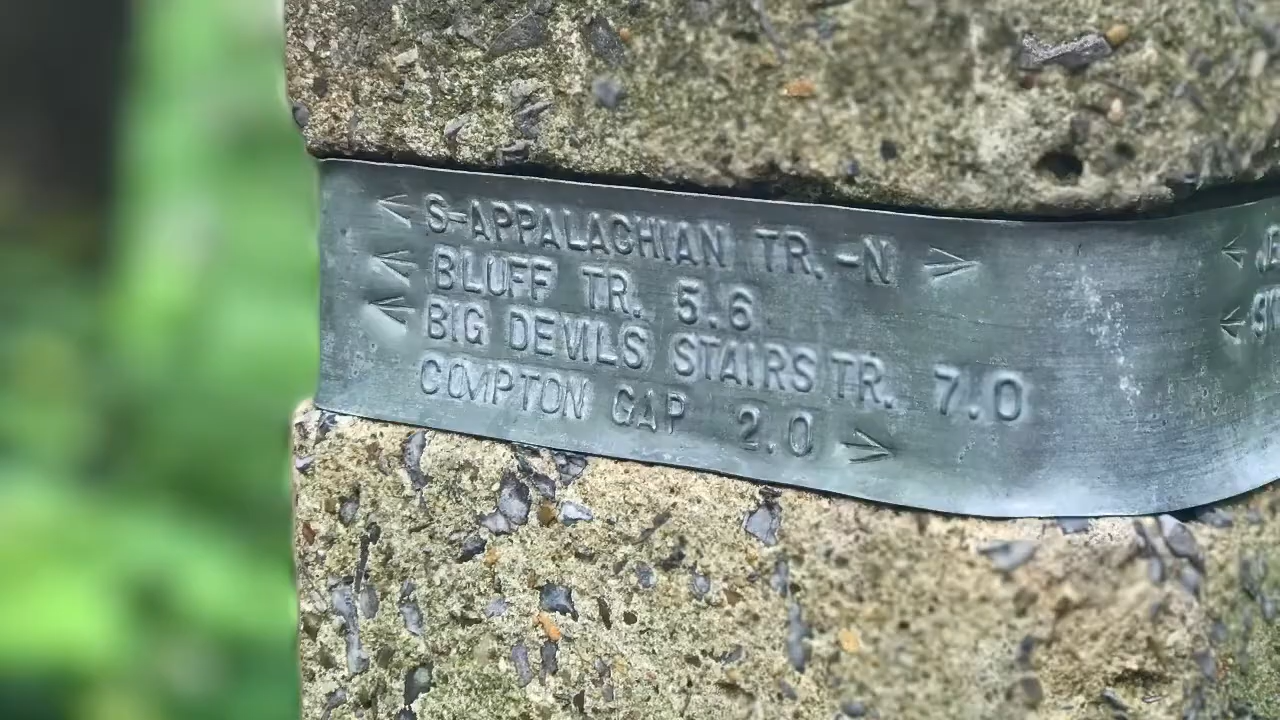 S-APPALACHIAN TR.-N
BLUFF TR. 5.6
BIG DEVILS STAIRS TR. 7.0
COMPTON GAP 2.0